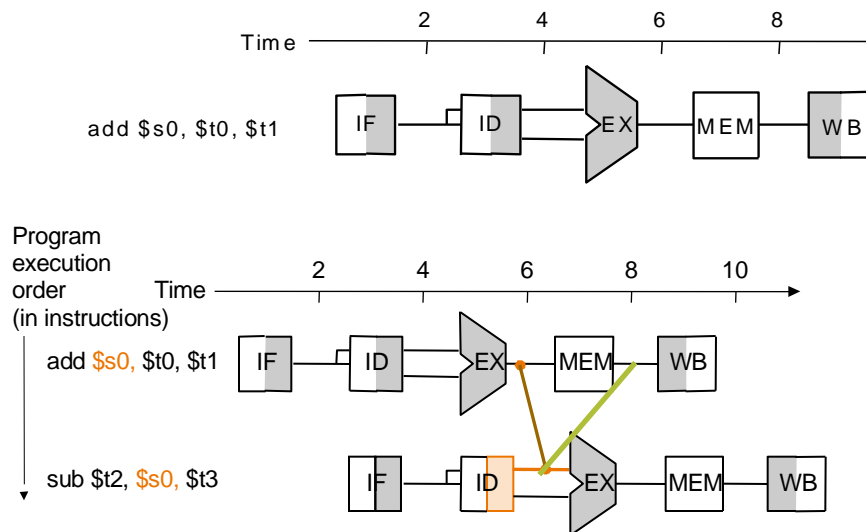 2 4 6 8
Time
add $s0, $t0, $t1 IF ID EX MEM WB
Program
execution
order
(in instructions)
Time 2 4 6 8 10
add $s0, $t0, $t1 IF ID EX MEM WB
sub $t2, $s0, $t3 IF ID EX MEM WB